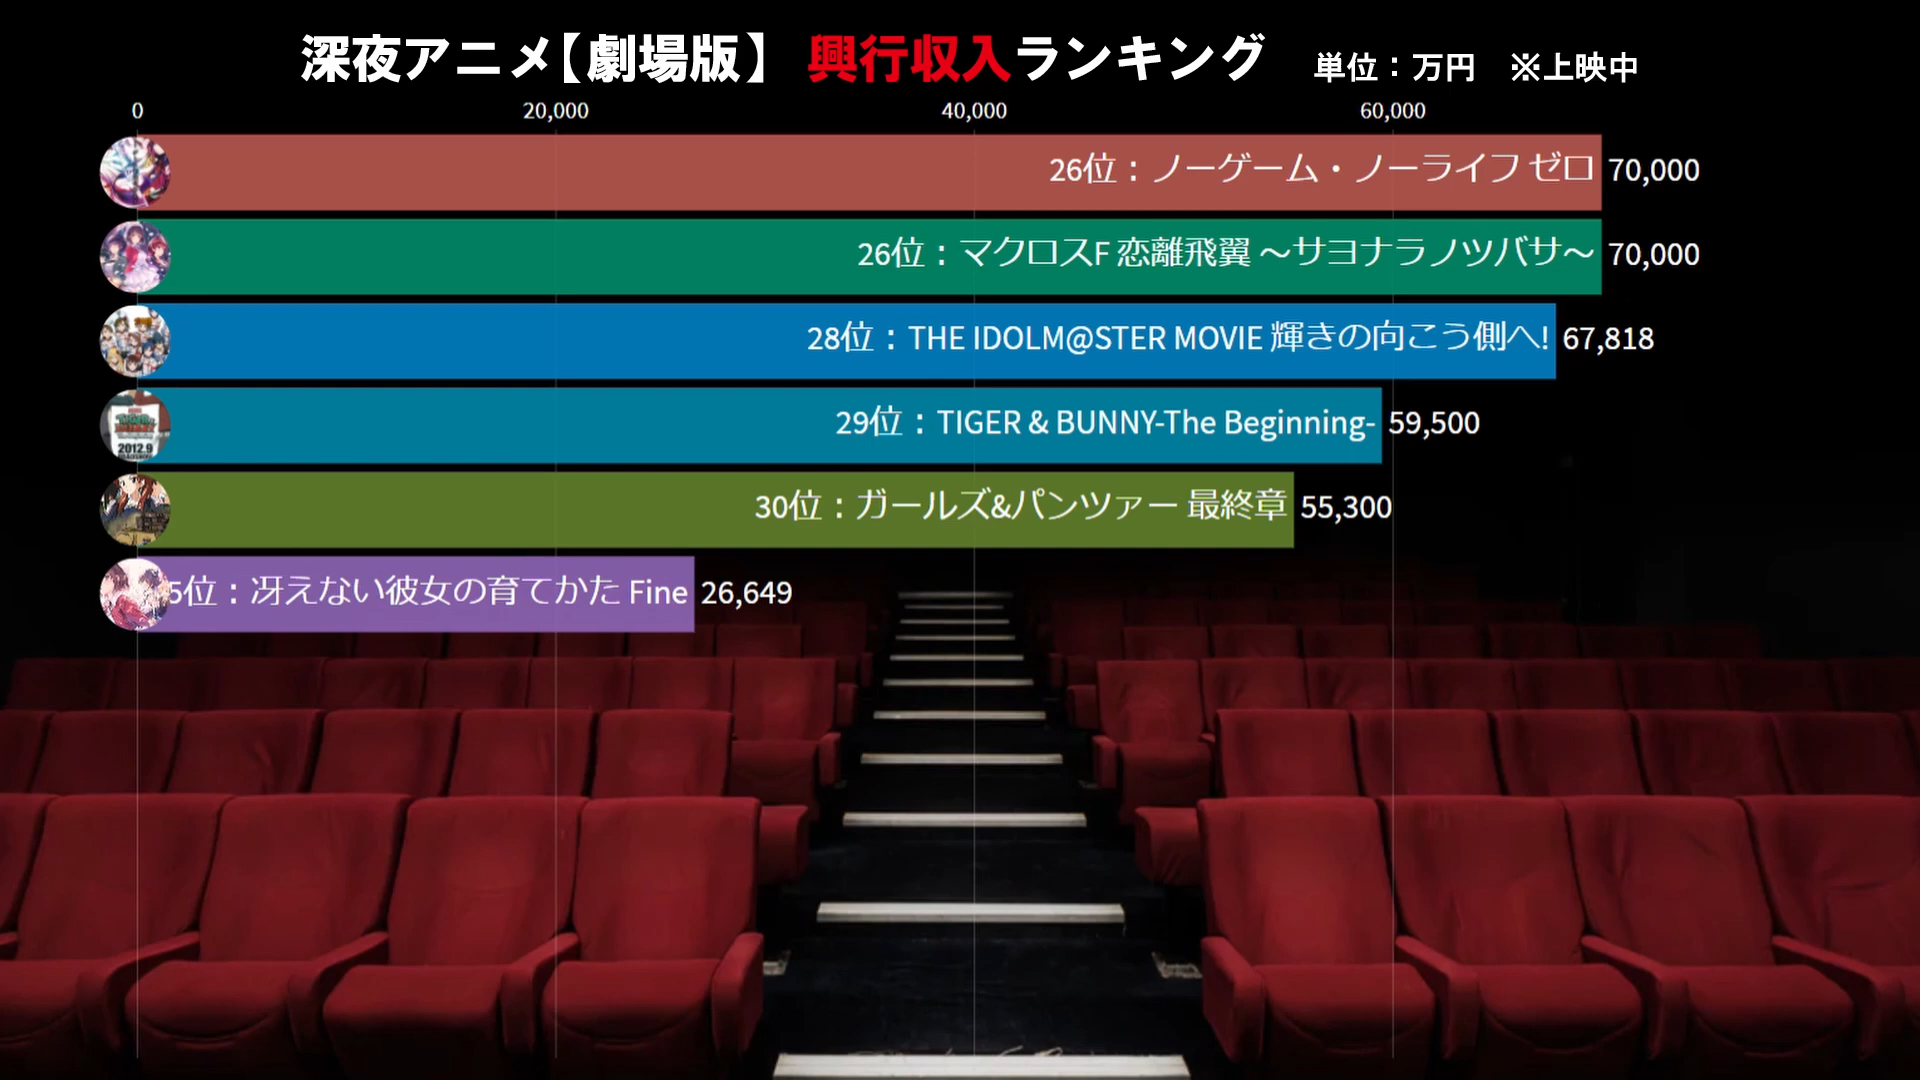 深夜アニメ【劇場版】 興行収入ランキング 単位：万円 ※上映中
0 20,000 40,000 60,000
26位：ノーゲーム・ノーライフ ゼロ 70,000
26位：マクロスF 恋離飛翼 ～サヨナラノツバサ～ 70,000
28位：THE IDOLM@STER MOVIE 輝きの向こう側へ! 67,818
29位：TIGER & BUNNY-The Beginning- 59,500
2012.9
30位：ガールズ&パンツァー 最終章 55,300
5位：冴えない彼女の育てかた Fine 26,649